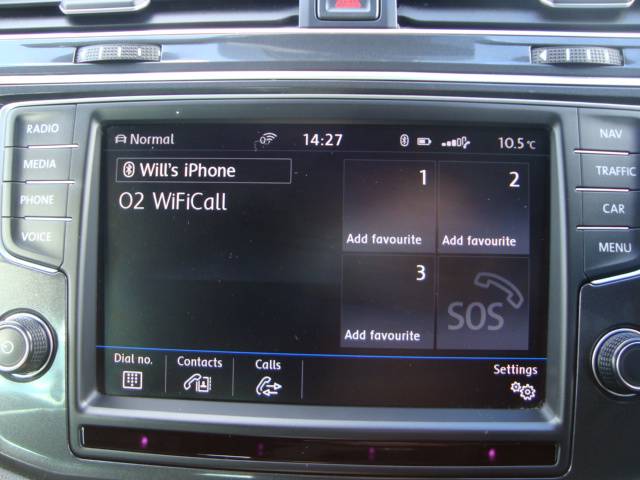 RADIO
MEDIA
PHONE
VOICE
Normal
14:27
10.5°C
Will's iPhone
O2 WiFiCall
1
Add favourite
2
Add favourite
3
Add favourite
SOS
Dial no.
Contacts
Calls
Settings
NAV
TRAFFIC
CAR
MENU